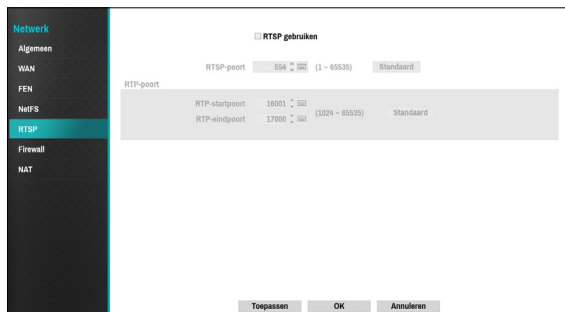 Netwerk
Algemeen
WAN
FEN
NetFS
RTSP
Firewall
NAT
RTSP gebruiken
RTSP-poort 554 (1 ~ 65535) Standaard
RTP-poort
RTP-startpoort 16001
(1024 ~ 65535) Standaard
RTP-eindpoort 17000
Toepassen OK Annuleren